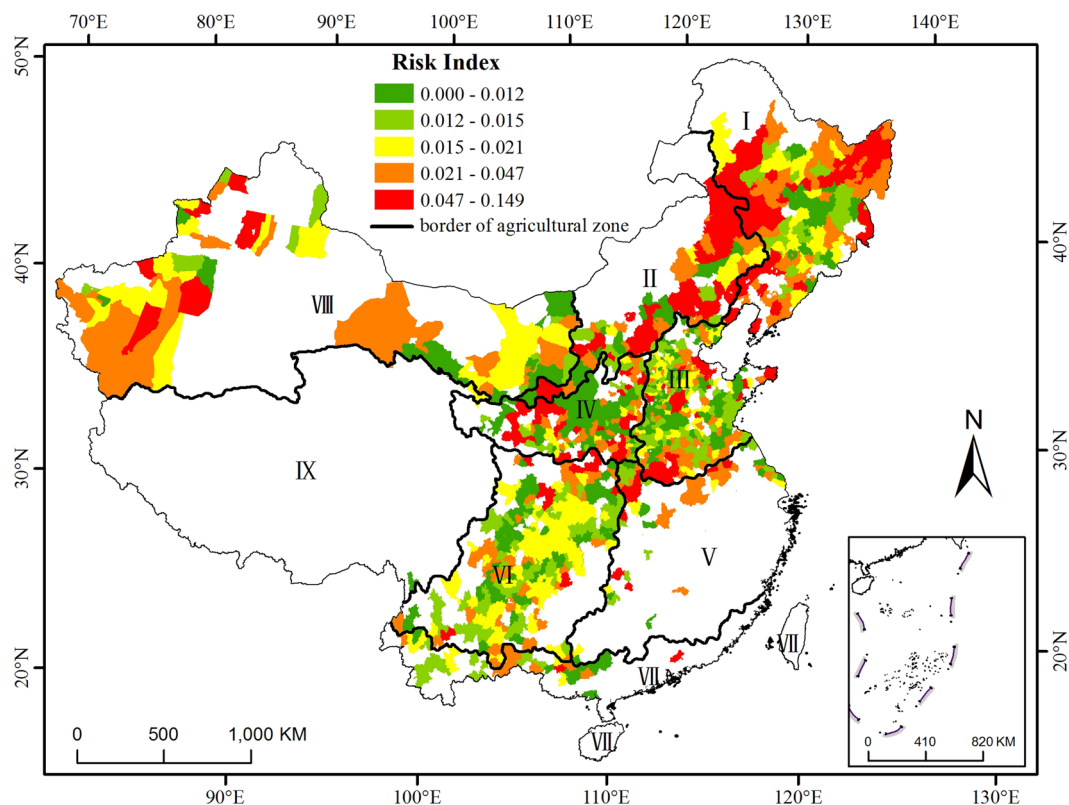 70°E 80°E 90°E 100°E 110°E 120°E 130°E 140°E
50°N
Risk Index
0.000 - 0.012
0.012 - 0.015
0.015 - 0.021
0.021 - 0.047
0.047 - 0.149
border of agricultural zone
I
40°N 40°N
II
VIII
III
IV
N
30°N 30°N
IX
V
VI
20°N 20°N
VII
VII
VII
0 500 1,000 KM
0 410 820 KM
90°E 100°E 110°E 120°E 130°E